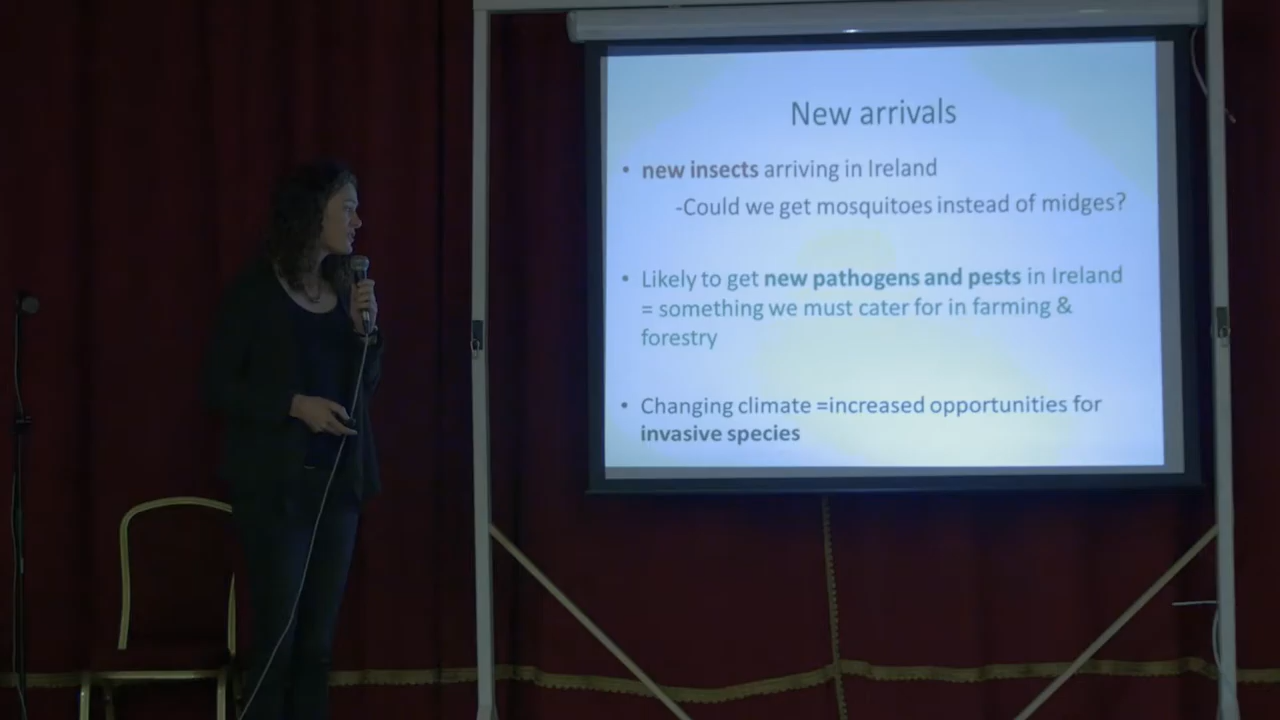 New arrivals
• new insects arriving in Ireland
-Could we get mosquitoes instead of midges?
• Likely to get new pathogens and pests in Ireland
= something we must cater for in farming &
forestry
• Changing climate =increased opportunities for
invasive species